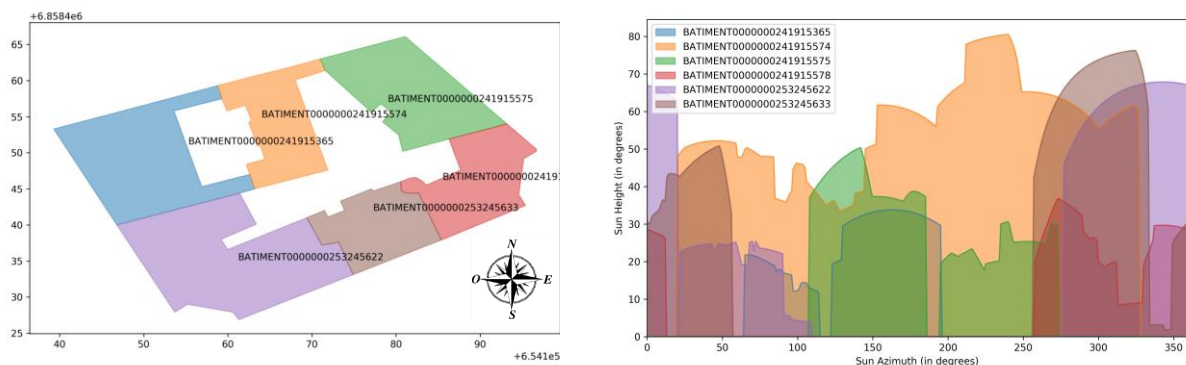 +6.8584e6
65
60
55
50
45
40
35
30
25
40
50
60
70
80
90
+6.541e5
BATIMENT0000000241915575
BATIMENT0000000241915574
BATIMENT0000000241915365
BATIMENT00000002419
BATIMENT0000000253245633
BATIMENT0000000253245622
N
O
E
S
Sun Height (in degrees)
80
70
60
50
40
30
20
10
0
BATIMENT0000000241915365
BATIMENT0000000241915574
BATIMENT0000000241915575
BATIMENT0000000241915578
BATIMENT0000000253245622
BATIMENT0000000253245633
0
50
100
150
200
250
300
350
Sun Azimuth (in degrees)